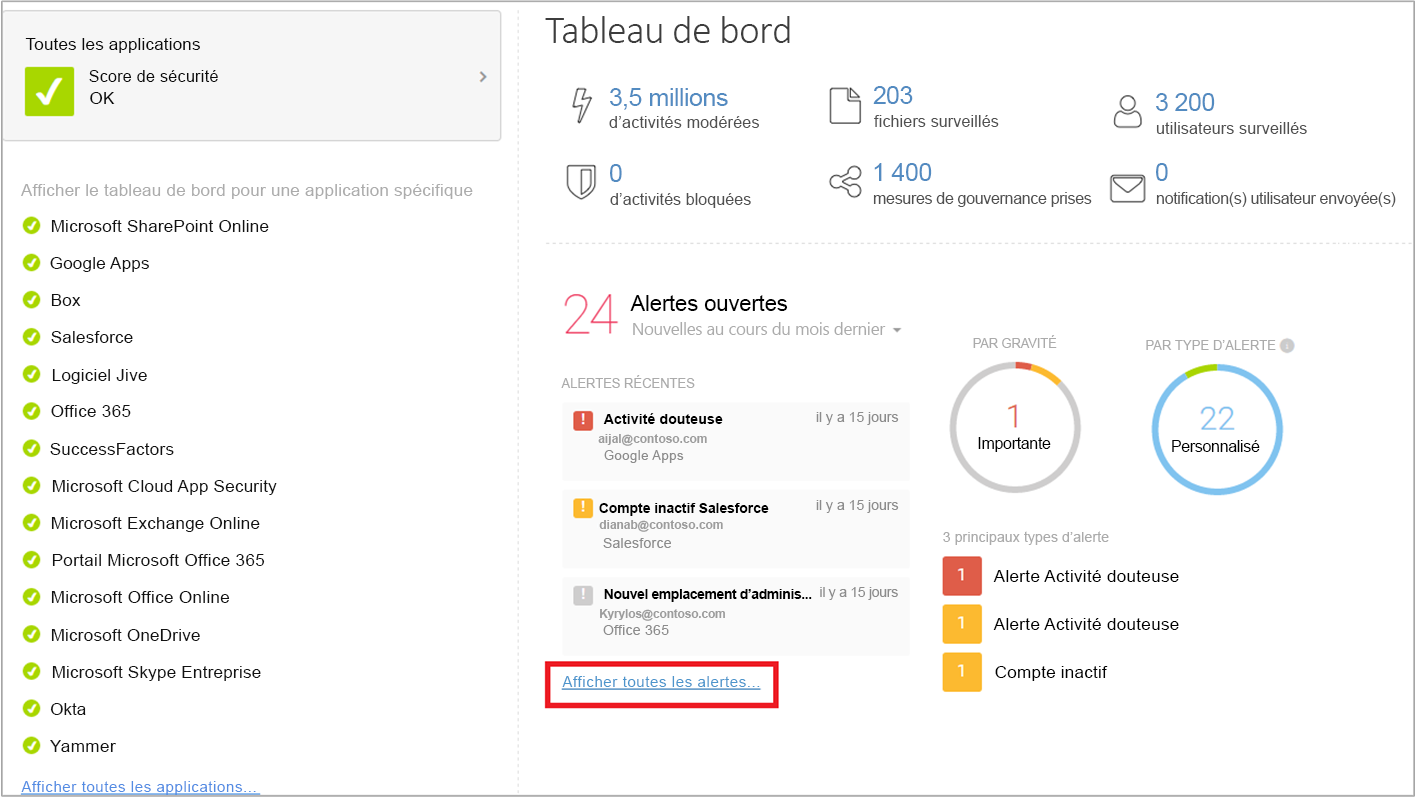 Toutes les applications
Score de sécurité
OK
Afficher le tableau de bord pour une application spécifique
Microsoft SharePoint Online
Google Apps
Box
Salesforce
Logiciel Jive
Office 365
SuccessFactors
Microsoft Cloud App Security
Microsoft Exchange Online
Portail Microsoft Office 365
Microsoft Office Online
Microsoft OneDrive
Microsoft Skype Entreprise
Okta
Yammer
Afficher toutes les applications...
Tableau de bord
3,5 millions
d’activités modérées
203
fichiers surveillés
3 200
utilisateurs surveillés
0
d’activités bloquées
1 400
mesures de gouvernance prises
0
notification(s) utilisateur envoyée(s)
24 Alertes ouvertes
Nouvelles au cours du mois dernier
ALERTES RÉCENTES
! Activité douteuse il y a 15 jours
aijal@contoso.com
Google Apps
! Compte inactif Salesforce il y a 15 jours
dianab@contoso.com
Salesforce
! Nouvel emplacement d’adminis... il y a 15 jours
Kyrylos@contoso.com
Office 365
Afficher toutes les alertes...
PAR GRAVITÉ
1
Importante
PAR TYPE D’ALERTE i
22
Personnalisé
3 principaux types d’alerte
1 Alerte Activité douteuse
1 Alerte Activité douteuse
1 Compte inactif